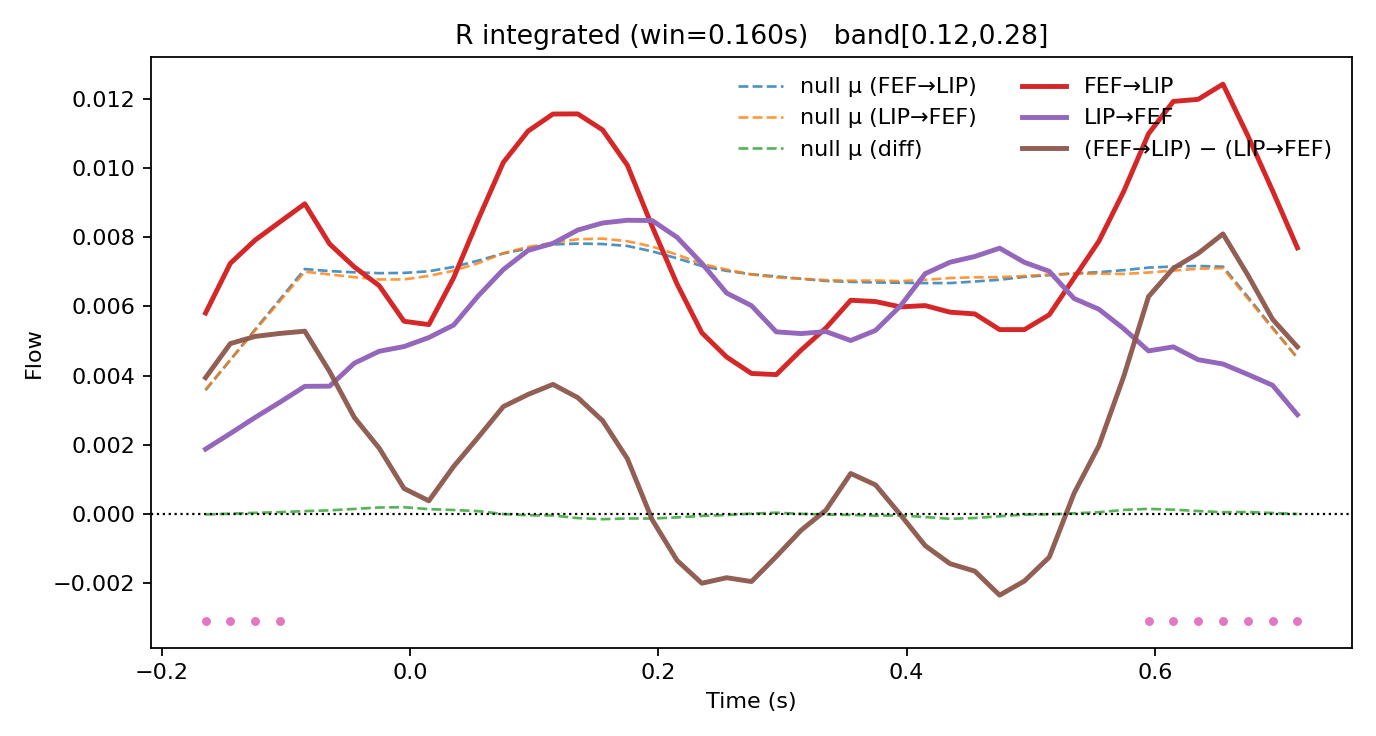 R integrated (win=0.160s)   band[0.12,0.28]
null μ (FEF→LIP)
null μ (LIP→FEF)
null μ (diff)
FEF→LIP
LIP→FEF
(FEF→LIP) − (LIP→FEF)
Flow
0.012
0.010
0.008
0.006
0.004
0.002
0.000
−0.002
−0.2
0.0
0.2
0.4
0.6
Time (s)